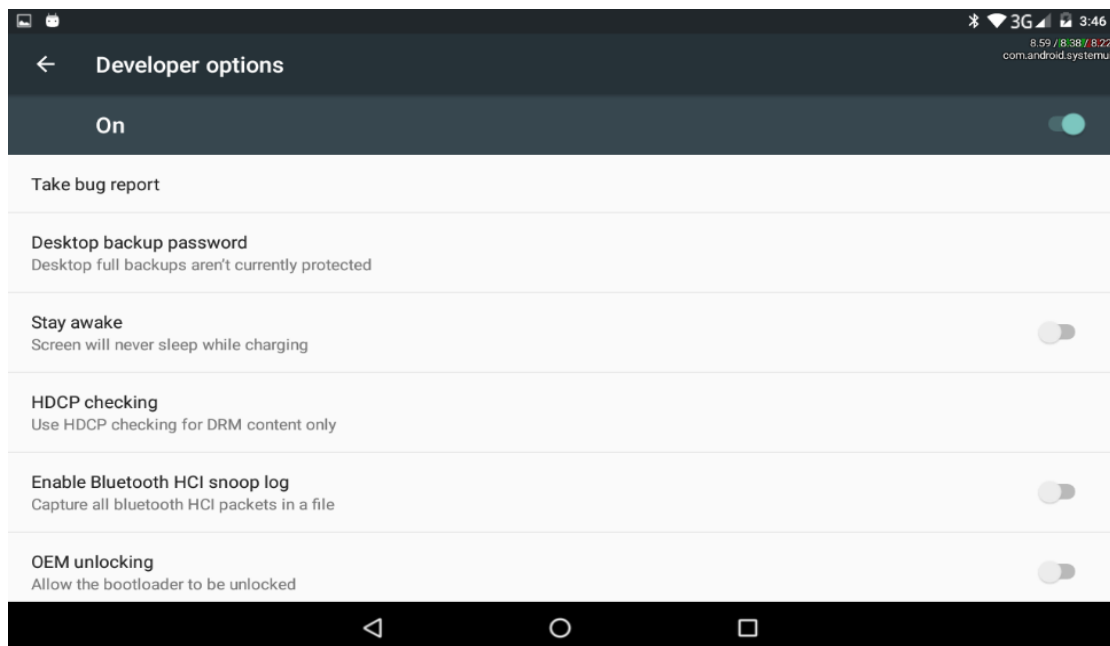 3G 3:46
8.59 / 8.38 / 8.22
com.android.systemu
Developer options
On
Take bug report
Desktop backup password
Desktop full backups aren't currently protected
Stay awake
Screen will never sleep while charging
HDCP checking
Use HDCP checking for DRM content only
Enable Bluetooth HCI snoop log
Capture all bluetooth HCI packets in a file
OEM unlocking
Allow the bootloader to be unlocked